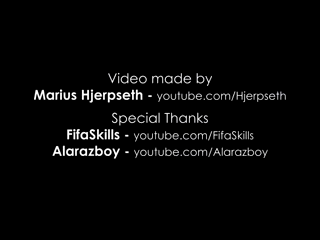 Video made by
Marius Hjerpseth - youtube.com/Hjerpseth
Special Thanks
FifaSkills - youtube.com/FifaSkills
Alarazboy - youtube.com/Alarazboy